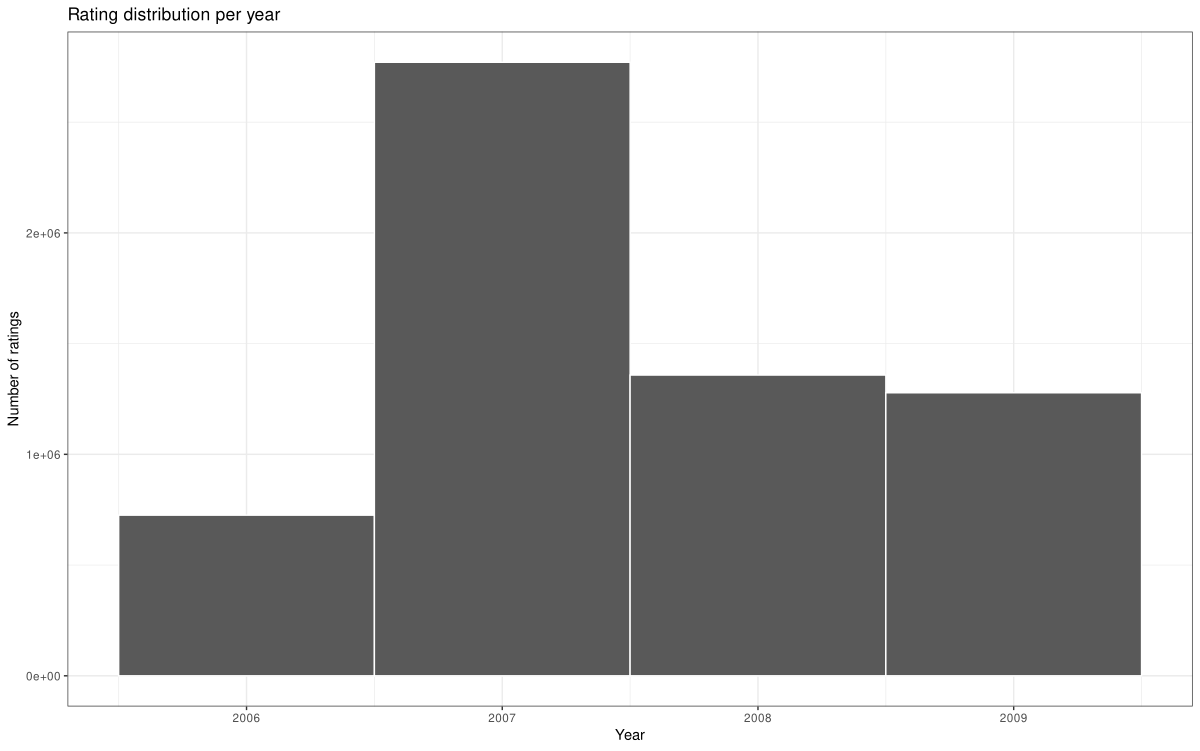 Rating distribution per year
Number of ratings
2e+06
1e+06
0e+00
2006 2007 2008 2009
Year